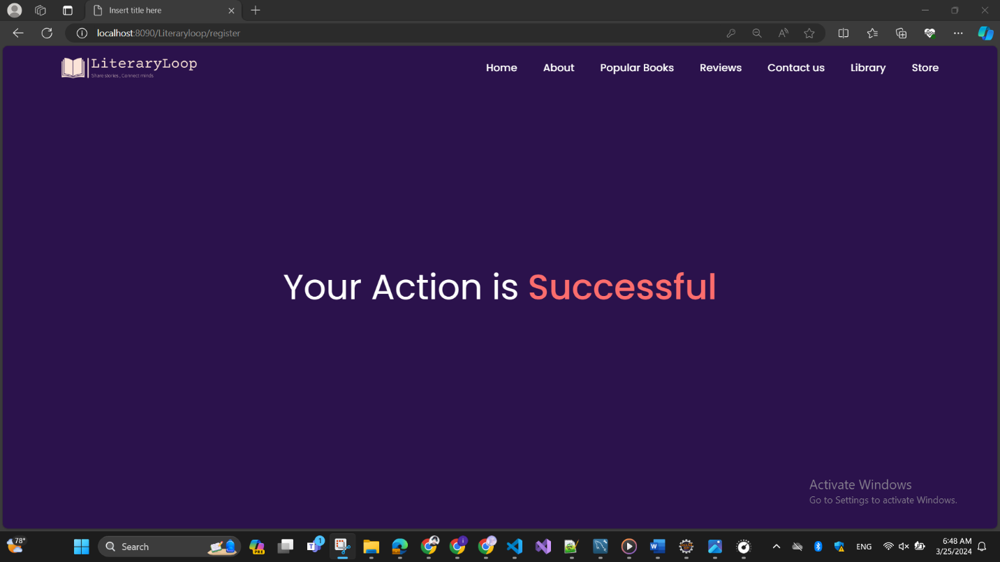 Insert title here
localhost:8090/Literaryloop/register
LiteraryLoop
Share stories , Connect minds
Home About Popular Books Reviews Contact us Library Store
Your Action is Successful
Activate Windows
Go to Settings to activate Windows.
78°
Search
PRE
1
ENG
6:48 AM
3/25/2024